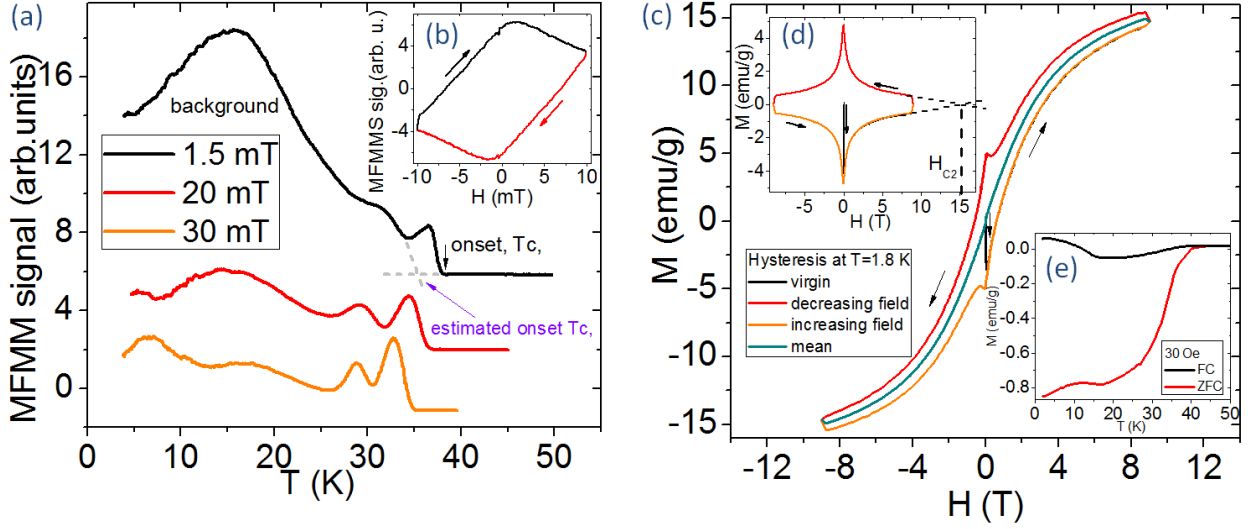 (a)
MFMM signal (arb. units)
16
12
8
4
0
background
1.5 mT
20 mT
30 mT
onset, Tc,
estimated onset Tc,
0 10 20 30 40 50
T (K)
(b)
MFMMS sig.(arb. u.)
4
0
-4
-10 -5 0 5 10
H (mT)
(c)
M (emu/g)
15
10
5
0
-5
-10
-15
-12 -8 -4 0 4 8 12
H (T)
(d)
M (emu/g)
4
2
0
-2
-4
-5 0 5 10 15
H (T)
HC2
Hysteresis at T=1.8 K
virgin
decreasing field
increasing field
mean
(e)
M (emu/g)
0.0
-0.2
-0.4
-0.6
-0.8
30 Oe
FC
ZFC
0 10 20 30 40 50
T (K)